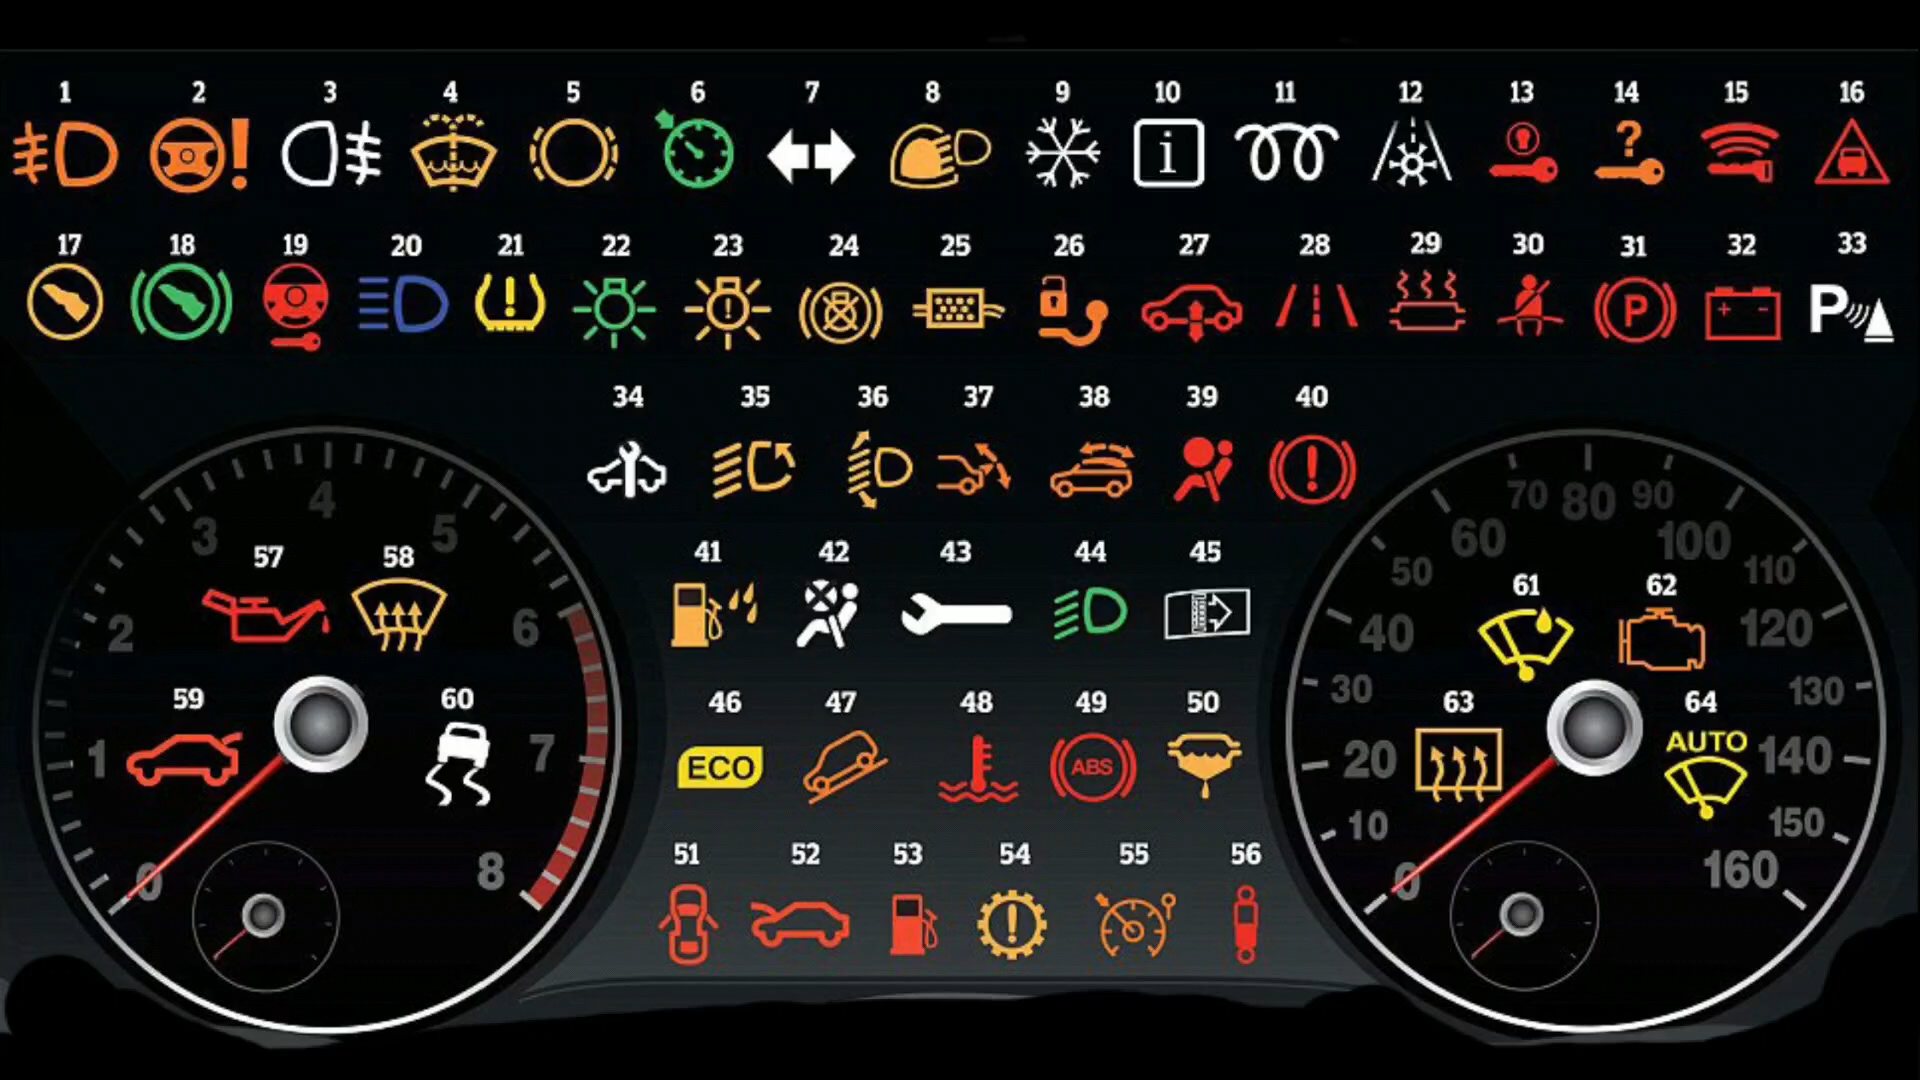 1 2 3 4 5 6 7 8 9 10 11 12 13 14 15 16
i
?
17 18 19 20 21 22 23 24 25 26 27 28 29 30 31 32 33
P
P
+ -
34 35 36 37 38 39 40
!
41 42 43 44 45
46 47 48 49 50
ECO
ABS
51 52 53 54 55 56
!
57 58
59 60
0 1 2 3 4 5 6 7 8
61 62
63 64
AUTO
0 10 20 30 40 50 60 70 80 90 100 110 120 130 140 150 160